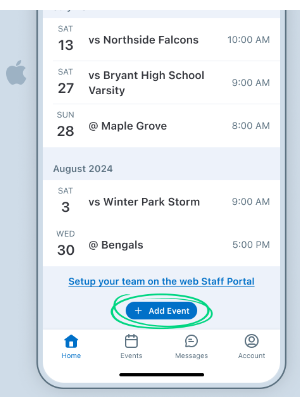 SAT
13
vs Northside Falcons
10:00 AM
SAT
27
vs Bryant High School
Varsity
9:00 AM
SUN
28
@ Maple Grove
8:00 AM
August 2024
SAT
3
vs Winter Park Storm
9:00 AM
WED
30
@ Bengals
5:00 PM
Setup your team on the web Staff Portal
+ Add Event
Home
Events
Messages
Account